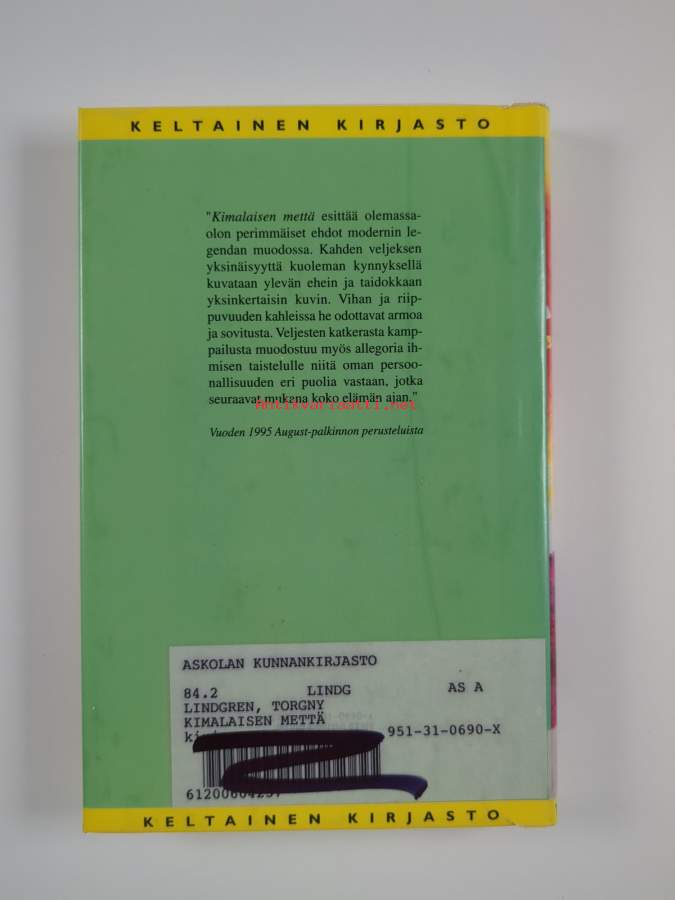 KELTAINEN KIRJASTO
"Kimalaisen mettä esittää olemassa-
olon perimmäiset ehdot modernin le-
gendan muodossa. Kahden veljeksen
yksinäisyyttä kuoleman kynnyksellä
kuvataan ylevän ehein ja taidokkaan
yksinkertaisin kuvin. Vihan ja riip-
puvuuden kahleissa he odottavat armoa
ja sovitusta. Veljesten katkerasta kamp-
pailusta muodostuu myös allegoria ih-
misen taistelulle niitä oman persoo-
nallisuuden eri puolia vastaan, jotka
seuraavat mukana koko elämän ajan."
Antikvariaatti.net
Vuoden 1995 August-palkinnon perusteluista
ASKOLAN KUNNANKIRJASTO
84.2 LINDG AS A
LINDGREN, TORGNY
KIMALAISEN METTÄ
951-31-0690-X
KELTAINEN KIRJASTO